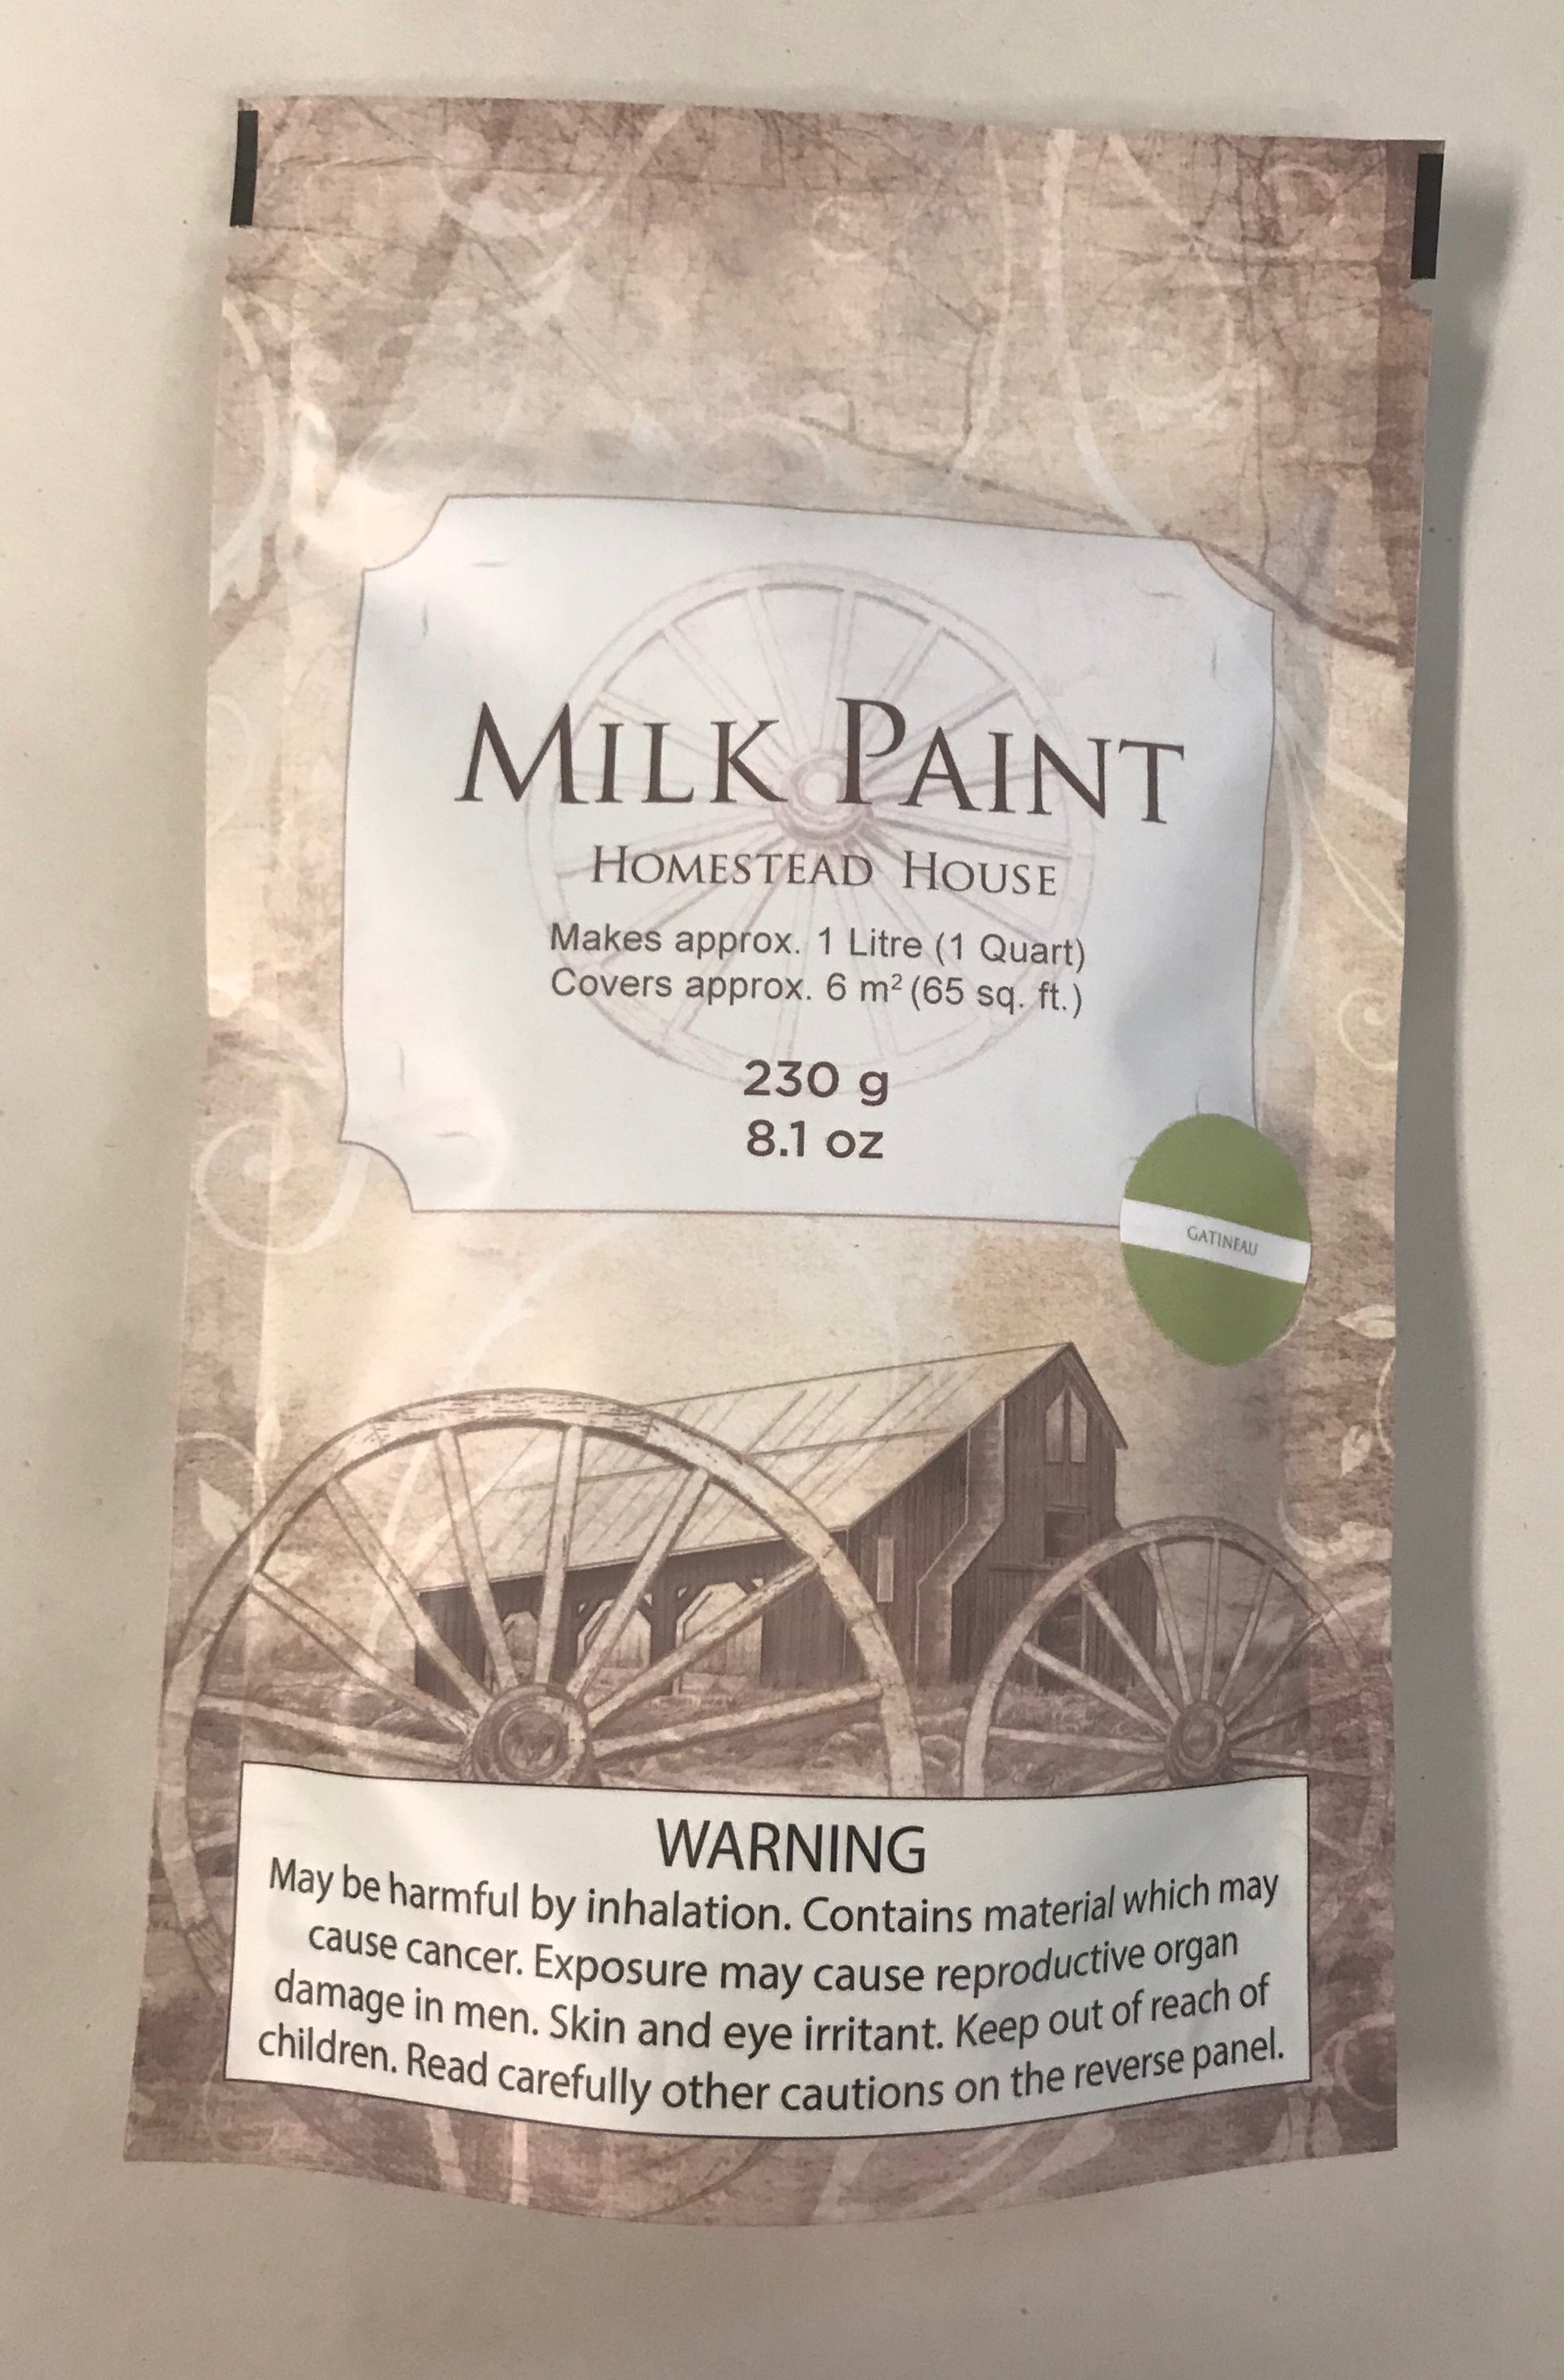 MILK PAINT
HOMESTEAD HOUSE
Makes approx. 1 Litre (1 Quart)
Covers approx. 6 m² (65 sq. ft.)
230 g
8.1 oz
GATINEAU
WARNING
May be harmful by inhalation. Contains material which may
cause cancer. Exposure may cause reproductive organ
damage in men. Skin and eye irritant. Keep out of reach of
children. Read carefully other cautions on the reverse panel.